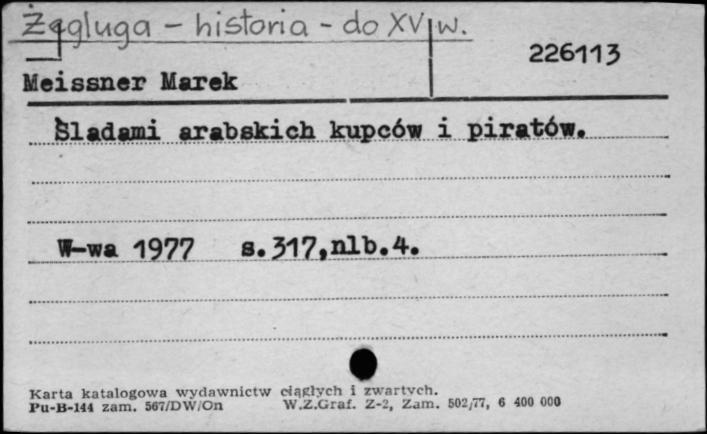 Żegluga - historia - do XV w.
226113
Meissner Marek
Śladami arabskich kupców i piratów.
W-wa 1977 s.317,nlb.4.
Karta katalogowa wydawnictw ciągłych i zwartych.
Pu-B-144 zam. 567/DW/On W.Z.Graf. Z-2, Zam. 502/77, 6 400 000